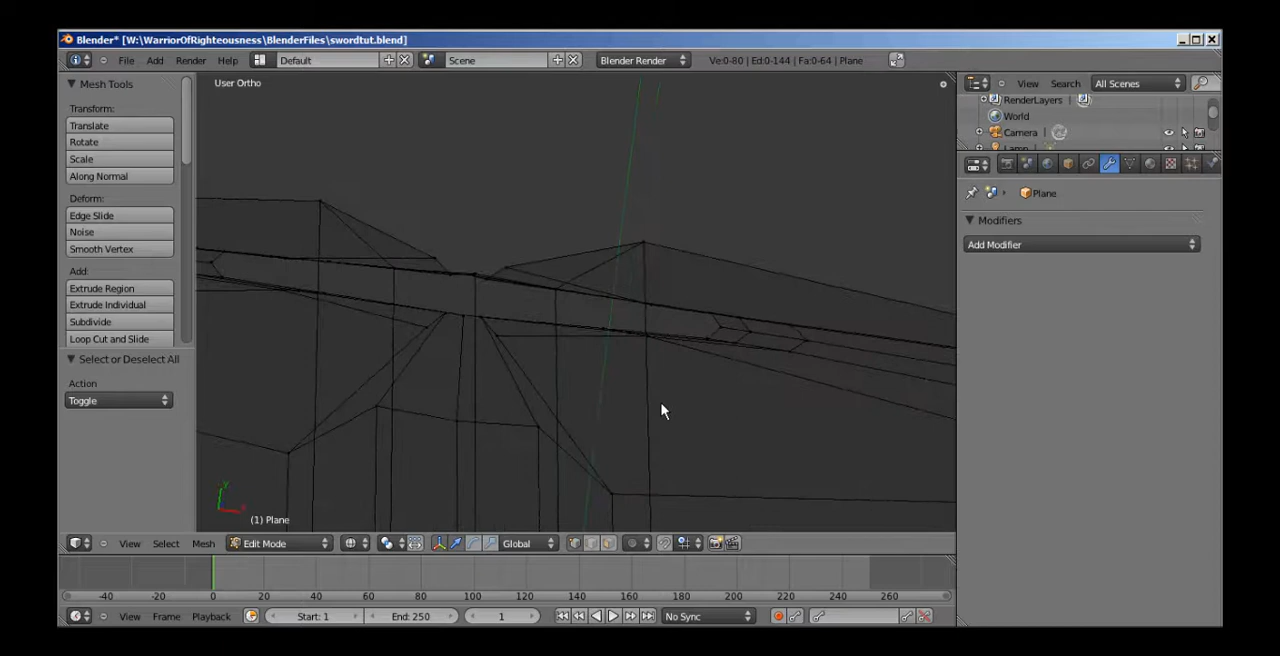 Blender* [W:\WarriorOfRighteousness\BlenderFiles\swordtut.blend]
File Add Render Help Default Scene Blender Render Ve:0-80 | Ed:0-144 | Fa:0-64 | Plane
Mesh Tools
Transform:
Translate
Rotate
Scale
Along Normal
Deform:
Edge Slide
Noise
Smooth Vertex
Add:
Extrude Region
Extrude Individual
Subdivide
Loop Cut and Slide
Select or Deselect All
Action
Toggle
User Ortho
Y
X
(1) Plane
View Select Mesh Edit Mode Global
View Search All Scenes
RenderLayers
World
Camera
Lamp
Plane
Modifiers
Add Modifier
-40 -20 0 20 40 60 80 100 120 140 160 180 200 220 240 260
View Frame Playback Start: 1 End: 250 1 No Sync